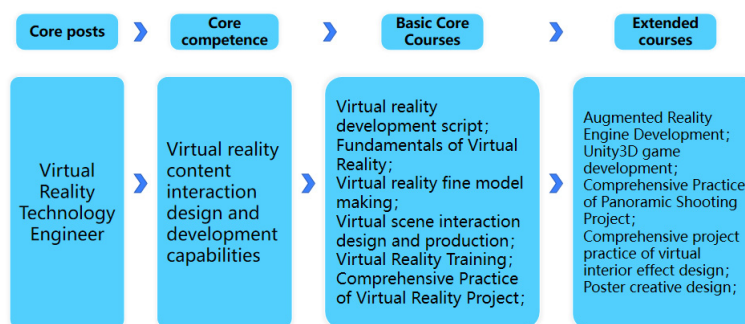 Core posts
Core
competence
Basic Core
Courses
Extended
courses
Virtual
Reality
Technology
Engineer
Virtual reality
content
interaction
design and
development
capabilities
Virtual reality
development script;
Fundamentals of Virtual
Reality;
Virtual reality fine model
making;
Virtual scene interaction
design and production;
Virtual Reality Training;
Comprehensive Practice
of Virtual Reality Project;
Augmented Reality
Engine Development;
Unity3D game
development;
Comprehensive Practice
of Panoramic Shooting
Project;
Comprehensive project
practice of virtual
interior effect design;
Poster creative design;